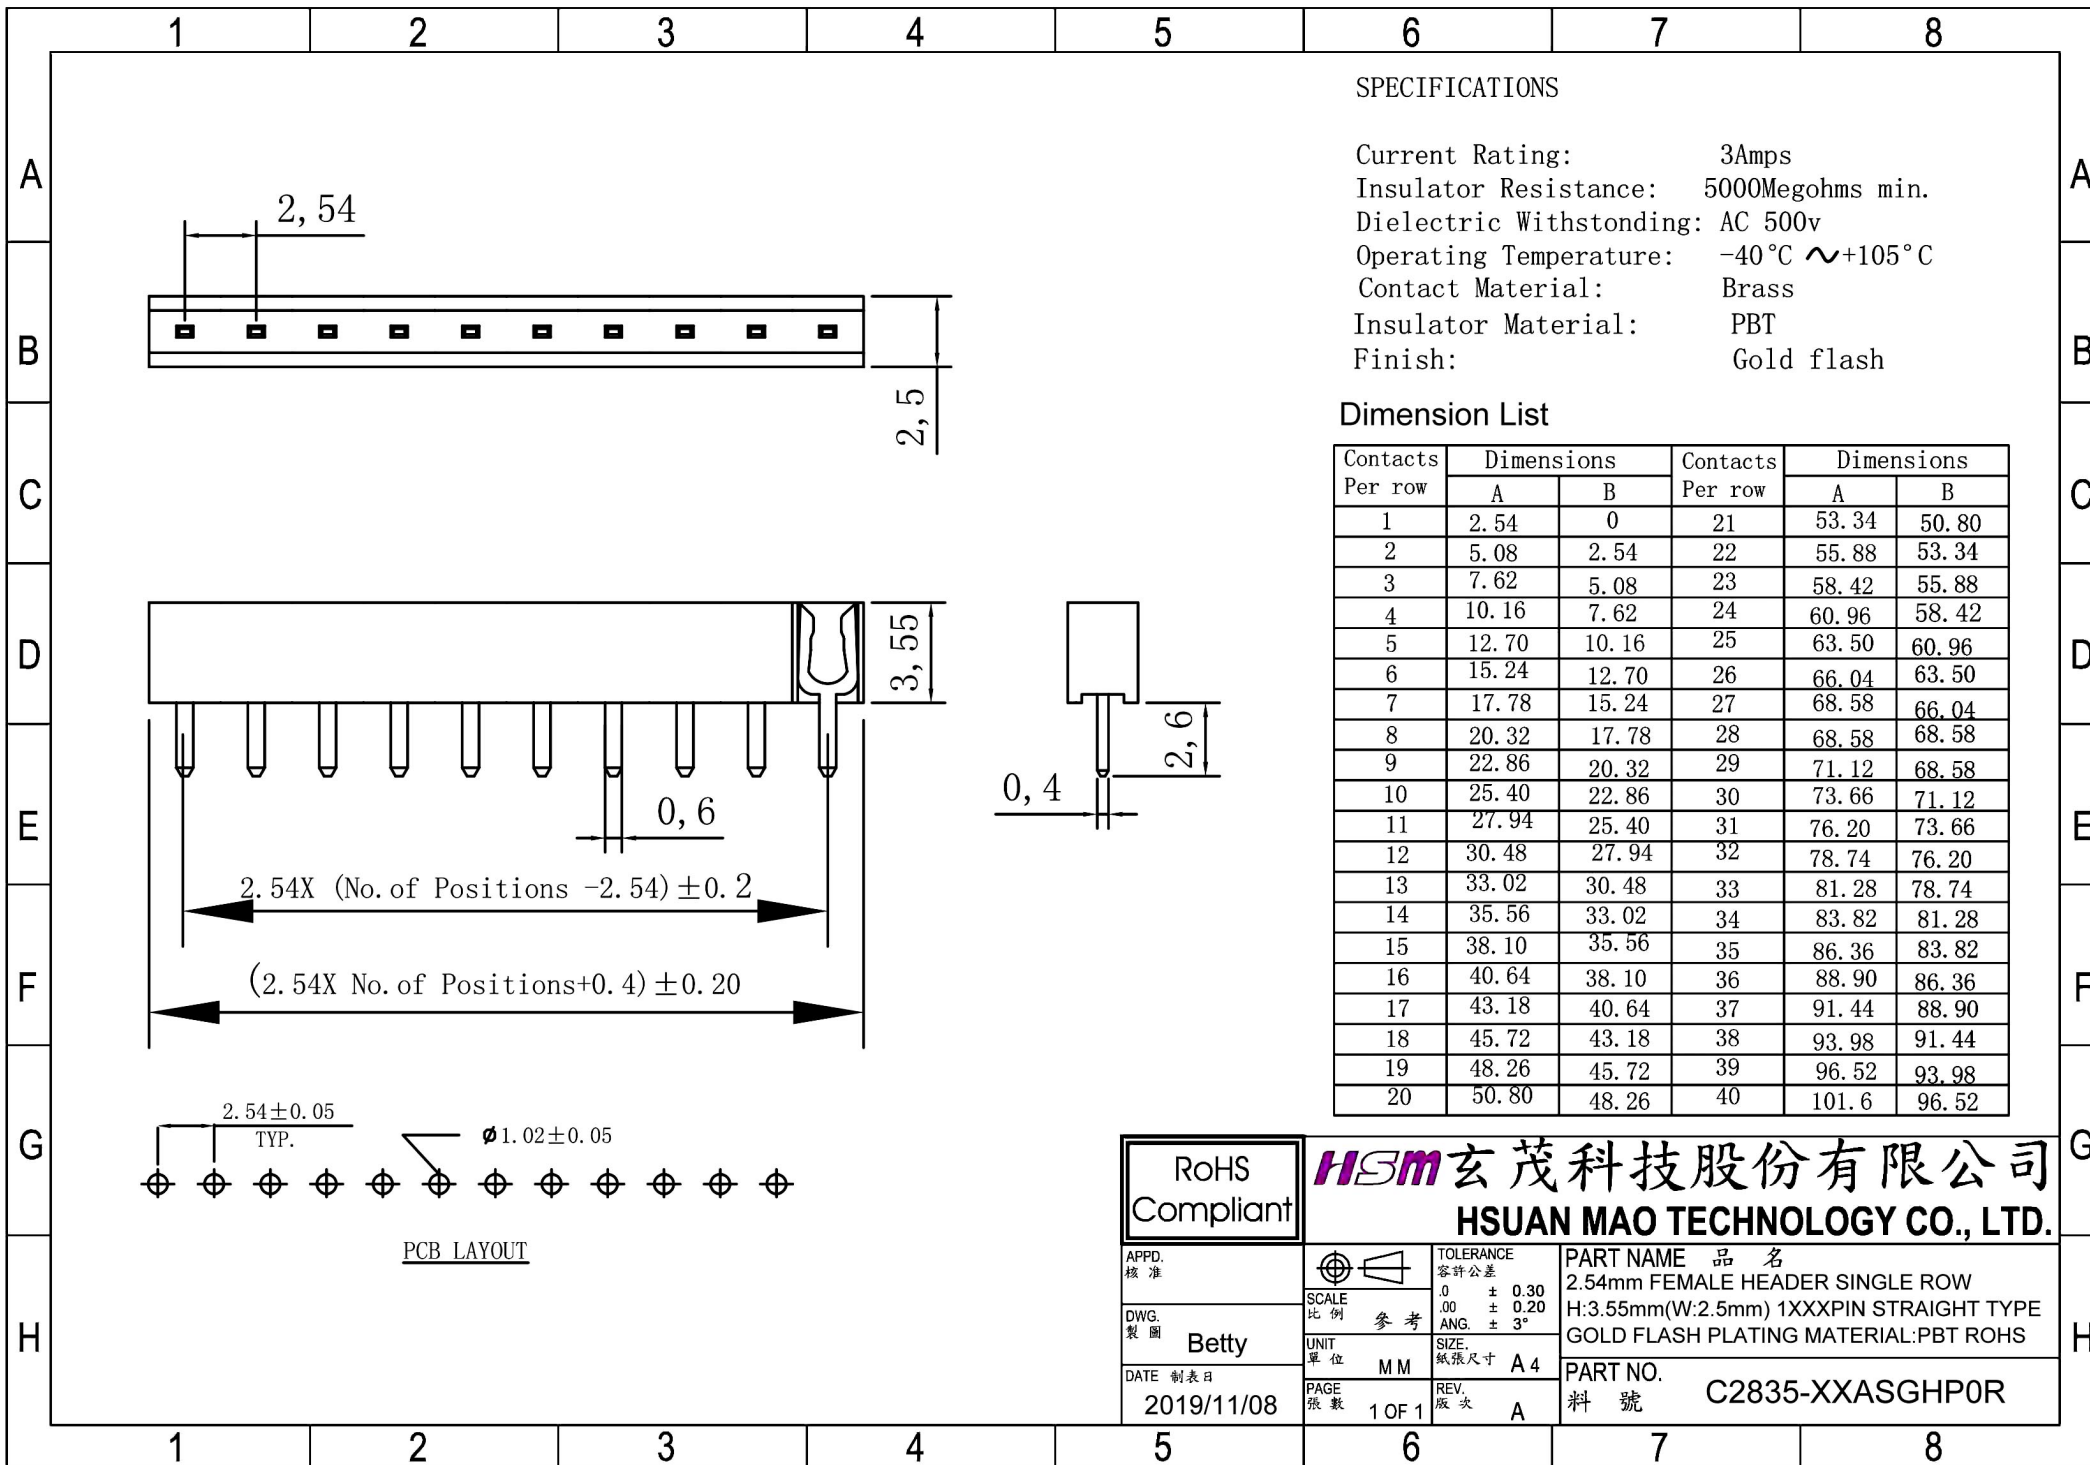 1 2 3 4 5 6 7 8
A A
B B
C C
D D
E E
F F
G G
H H
2,54
2,5
3,55
2,6
0,4
0,6
2.54X (No.of Positions -2.54)±0.2
(2.54X No.of Positions+0.4)±0.20
2.54±0.05
TYP.
ø1.02±0.05
PCB LAYOUT
SPECIFICATIONS
Current Rating: 3Amps
Insulator Resistance: 5000Megohms min.
Dielectric Withstonding: AC 500v
Operating Temperature: -40°C ～+105°C
Contact Material: Brass
Insulator Material: PBT
Finish: Gold flash
Dimension List
Contacts Per row Dimensions Contacts Per row Dimensions
A B A B
1 2.54 0 21 53.34 50.80
2 5.08 2.54 22 55.88 53.34
3 7.62 5.08 23 58.42 55.88
4 10.16 7.62 24 60.96 58.42
5 12.70 10.16 25 63.50 60.96
6 15.24 12.70 26 66.04 63.50
7 17.78 15.24 27 68.58 66.04
8 20.32 17.78 28 68.58 68.58
9 22.86 20.32 29 71.12 68.58
10 25.40 22.86 30 73.66 71.12
11 27.94 25.40 31 76.20 73.66
12 30.48 27.94 32 78.74 76.20
13 33.02 30.48 33 81.28 78.74
14 35.56 33.02 34 83.82 81.28
15 38.10 35.56 35 86.36 83.82
16 40.64 38.10 36 88.90 86.36
17 43.18 40.64 37 91.44 88.90
18 45.72 43.18 38 93.98 91.44
19 48.26 45.72 39 96.52 93.98
20 50.80 48.26 40 101.6 96.52
RoHS
Compliant
HSM 玄茂科技股份有限公司
HSUAN MAO TECHNOLOGY CO., LTD.
APPD.
核 准
DWG.
製 圖 Betty
DATE 制表日
2019/11/08
SCALE
比 例 參 考
UNIT
單 位 MM
PAGE
張 數 1 OF 1
TOLERANCE
容許公差
.0 ± 0.30
.00 ± 0.20
ANG. ± 3°
SIZE.
紙張尺寸 A4
REV.
版 次 A
PART NAME 品 名
2.54mm FEMALE HEADER SINGLE ROW
H:3.55mm(W:2.5mm) 1XXXPIN STRAIGHT TYPE
GOLD FLASH PLATING MATERIAL:PBT ROHS
PART NO.
料 號 C2835-XXASGHP0R
1 2 3 4 5 6 7 8